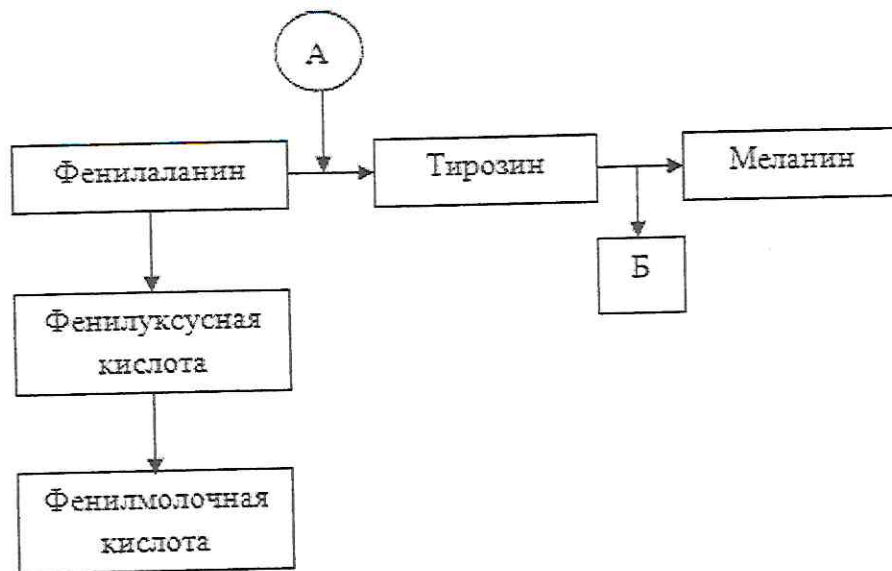 А
Фенилаланин
Тирозин
Меланин
Б
Фенилуксусная
кислота
Фенилмолочная
кислота